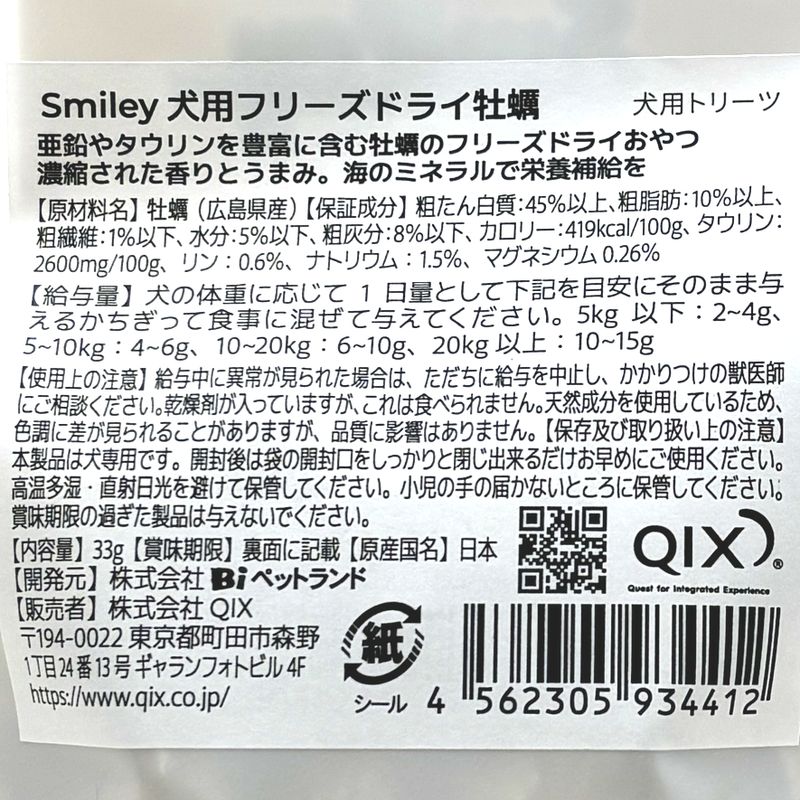 Smiley 犬用フリーズドライ牡蠣 犬用トリーツ
亜鉛やタウリンを豊富に含む牡蠣のフリーズドライおやつ
濃縮された香りとうまみ。海のミネラルで栄養補給を
【原材料名】牡蠣（広島県産）【保証成分】粗たん白質：45%以上、粗脂肪：10%以上、
粗繊維：1%以下、水分：5%以下、粗灰分：8%以下、カロリー：419kcal/100g、タウリン：
2600mg/100g、リン：0.6%、ナトリウム：1.5%、マグネシウム 0.26%
【給与量】犬の体重に応じて 1 日量として下記を目安にそのまま与
えるかちぎって食事に混ぜて与えてください。5kg 以下：2~4g、
5~10kg：4~6g、10~20kg：6~10g、20kg 以上：10~15g
【使用上の注意】給与中に異常が見られた場合は、ただちに給与を中止し、かかりつけの獣医師
にご相談ください。乾燥剤が入っていますが、これは食べられません。天然成分を使用しているため、
色調に差が見られることがありますが、品質に影響はありません。【保存及び取り扱い上の注意】
本製品は犬専用です。開封後は袋の開封口をしっかりと閉じ出来るだけお早めにご使用ください。
高温多湿・直射日光を避けて保管してください。小児の手の届かないところに保管してください。
賞味期限の過ぎた製品は与えないでください。
【内容量】33g【賞味期限】裏面に記載【原産国名】日本
【開発元】株式会社 Bi ペットランド
【販売者】株式会社 QIX
〒194-0022 東京都町田市森野
1丁目24番13号ギャランフォトビル 4F
https://www.qix.co.jp/
QIX®
Quest for Integrated Experience
紙
シール
4 562305 934412